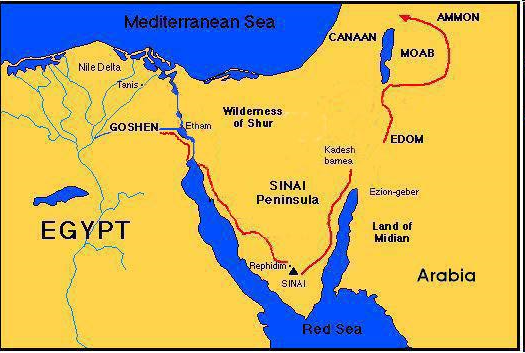 Mediterranean Sea
AMMON
CANAAN
MOAB
Nile Delta
Tanis
Wilderness
of Shur
GOSHEN
Etham
EDOM
Kadesh
barnea
SINAI
Peninsula
Ezion-geber
EGYPT
Land of
Midian
Rephidim
SINAI
Arabia
Red Sea